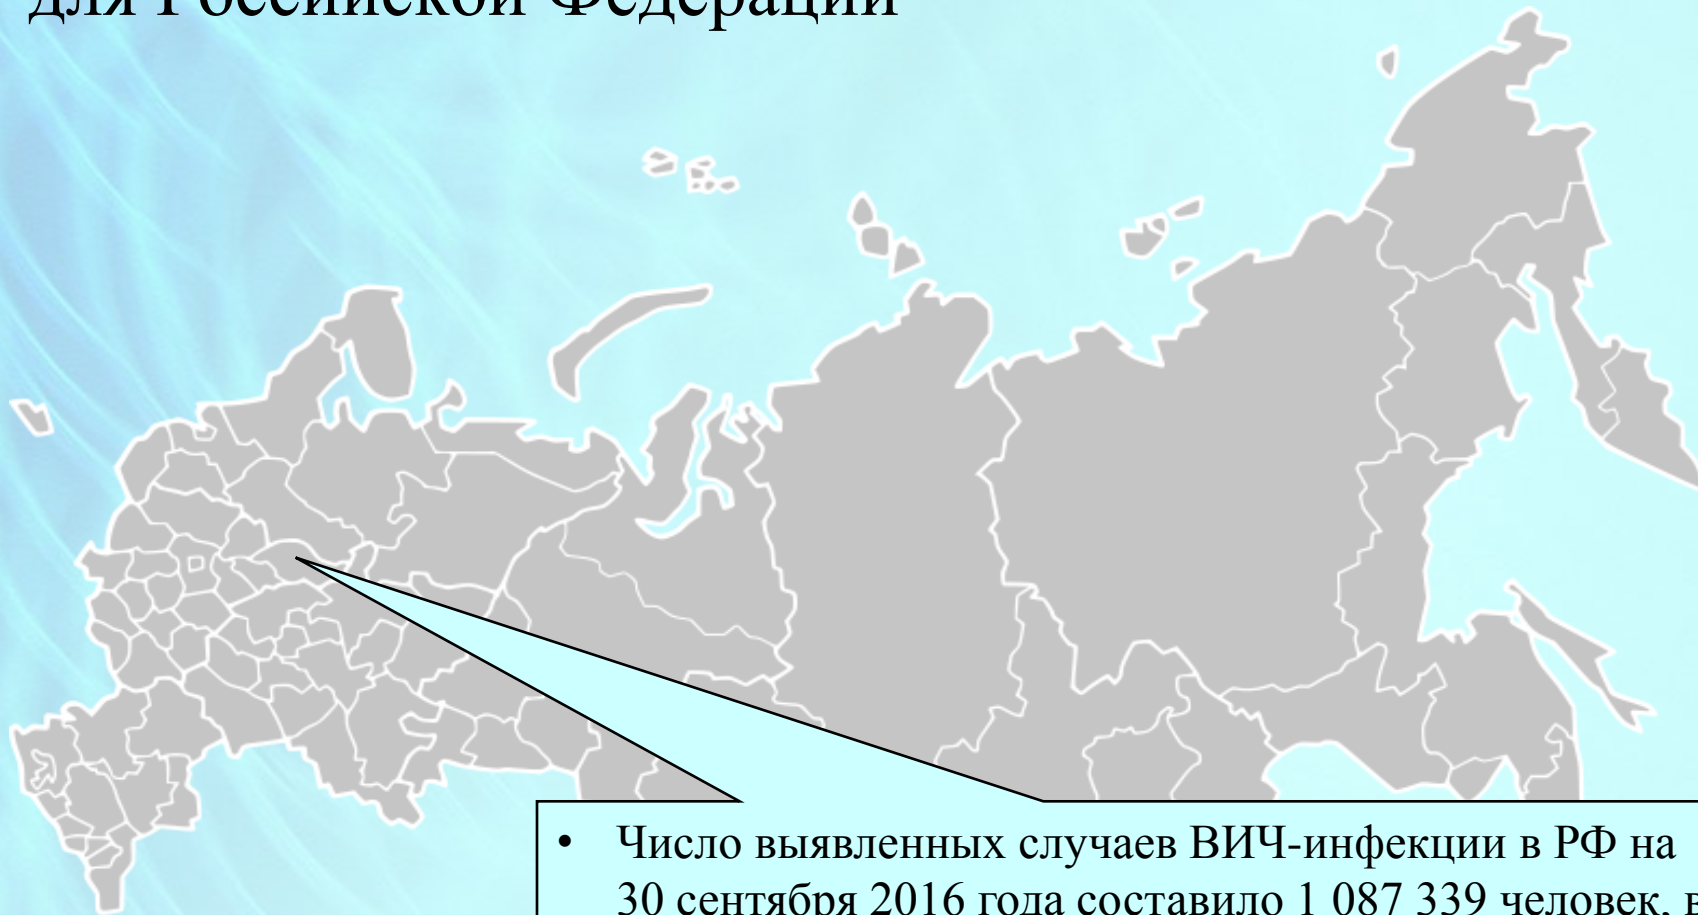 для Российской Федерации
• Число выявленных случаев ВИЧ-инфекции в РФ на
30 сентября 2016 года составило 1 087 339 человек, в